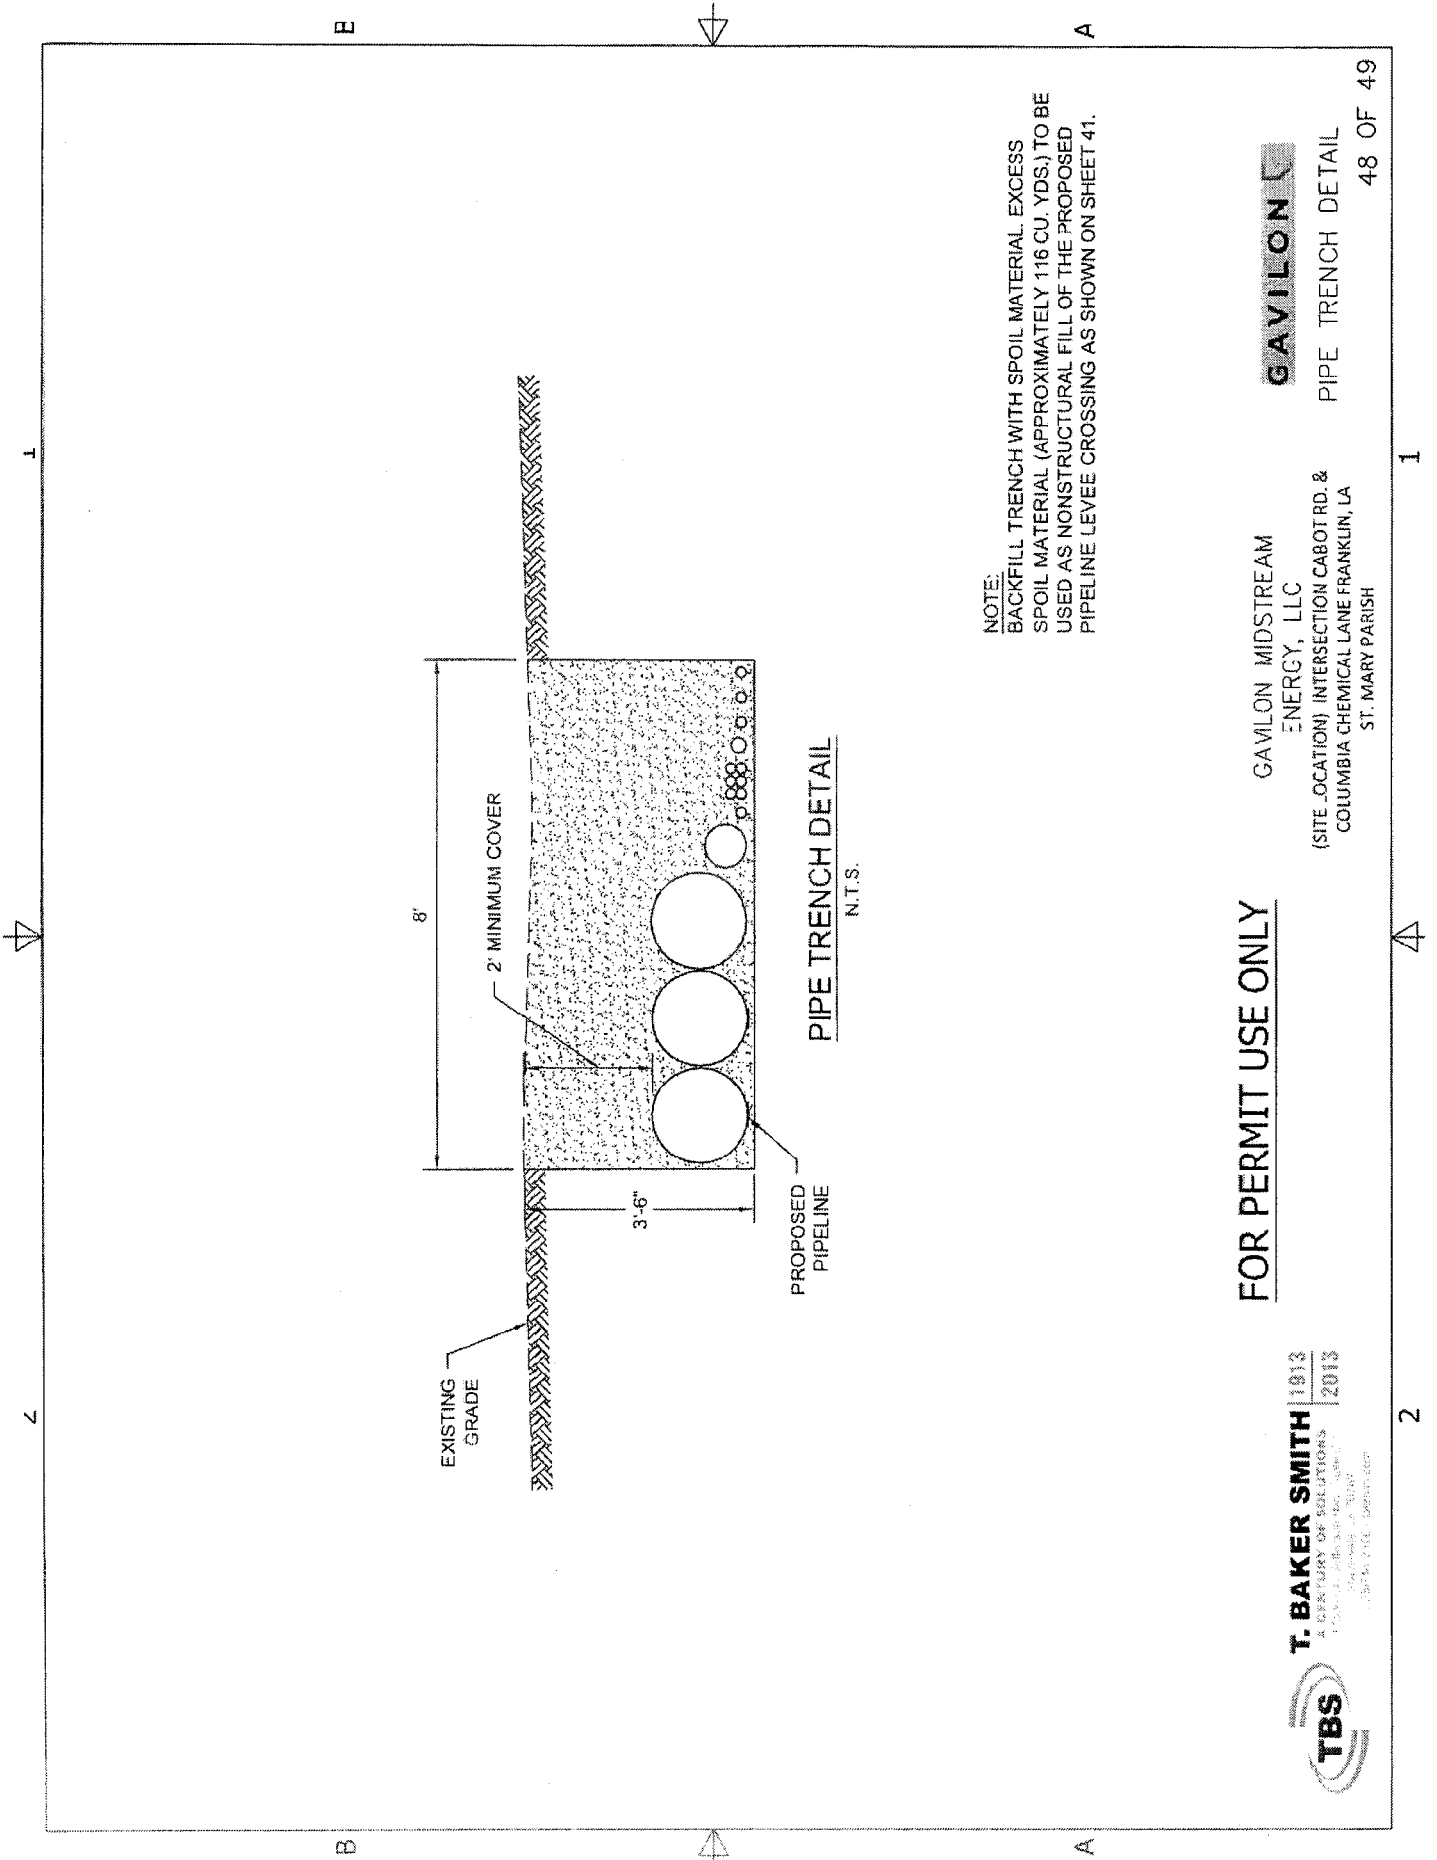 2
1
B
B
8'
2' MINIMUM COVER
EXISTING
GRADE
3'-6"
PROPOSED
PIPELINE
PIPE TRENCH DETAIL
N.T.S.
NOTE:
BACKFILL TRENCH WITH SPOIL MATERIAL. EXCESS
SPOIL MATERIAL (APPROXIMATELY 116 CU. YDS.) TO BE
USED AS NONSTRUCTURAL FILL OF THE PROPOSED
PIPELINE LEVEE CROSSING AS SHOWN ON SHEET 41.
A
A
TBS
T. BAKER SMITH
1913
2013
A CENTURY OF SOLUTIONS
FOR PERMIT USE ONLY
GAVILON MIDSTREAM
ENERGY, LLC
(SITE LOCATION) INTERSECTION CABOT RD. &
COLUMBIA CHEMICAL LANE FRANKLIN, LA
ST. MARY PARISH
GAVILON
PIPE TRENCH DETAIL
48 OF 49
2
1